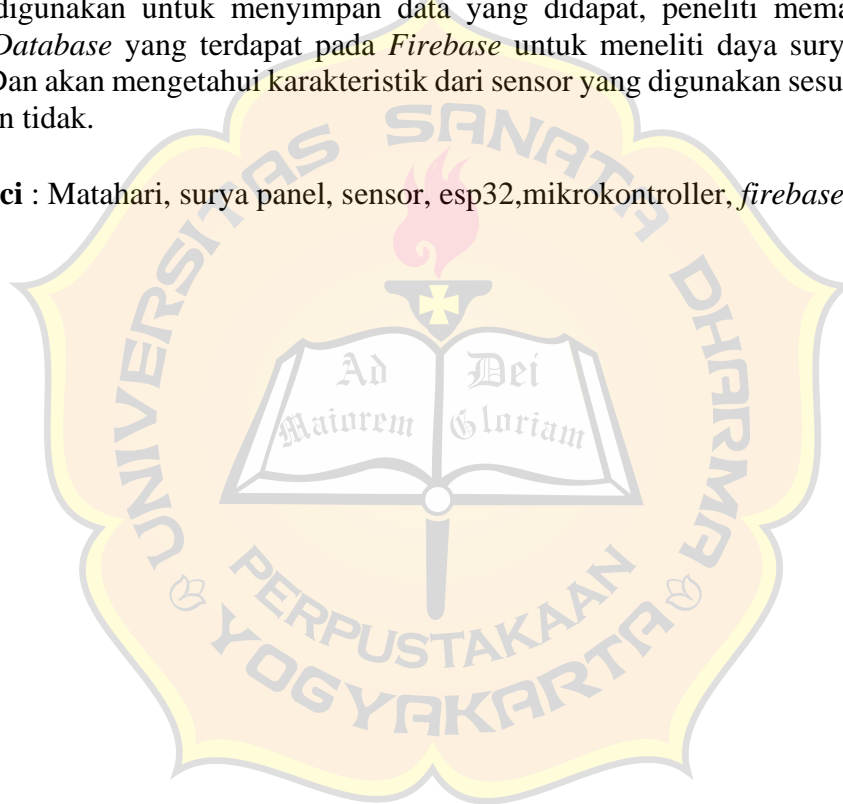 digunakan untuk menyimpan data yang didapat, peneliti mema
Database yang terdapat pada Firebase untuk meneliti daya sury
Dan akan mengetahui karakteristik dari sensor yang digunakan sesu
n tidak.
ci : Matahari, surya panel, sensor, esp32,mikrokontroller, firebase
UNIVERSITAS SANATA DHARMA
Ad Dei
Maiorem Gloriam
PERPUSTAKAAN
YOGYAKARTA